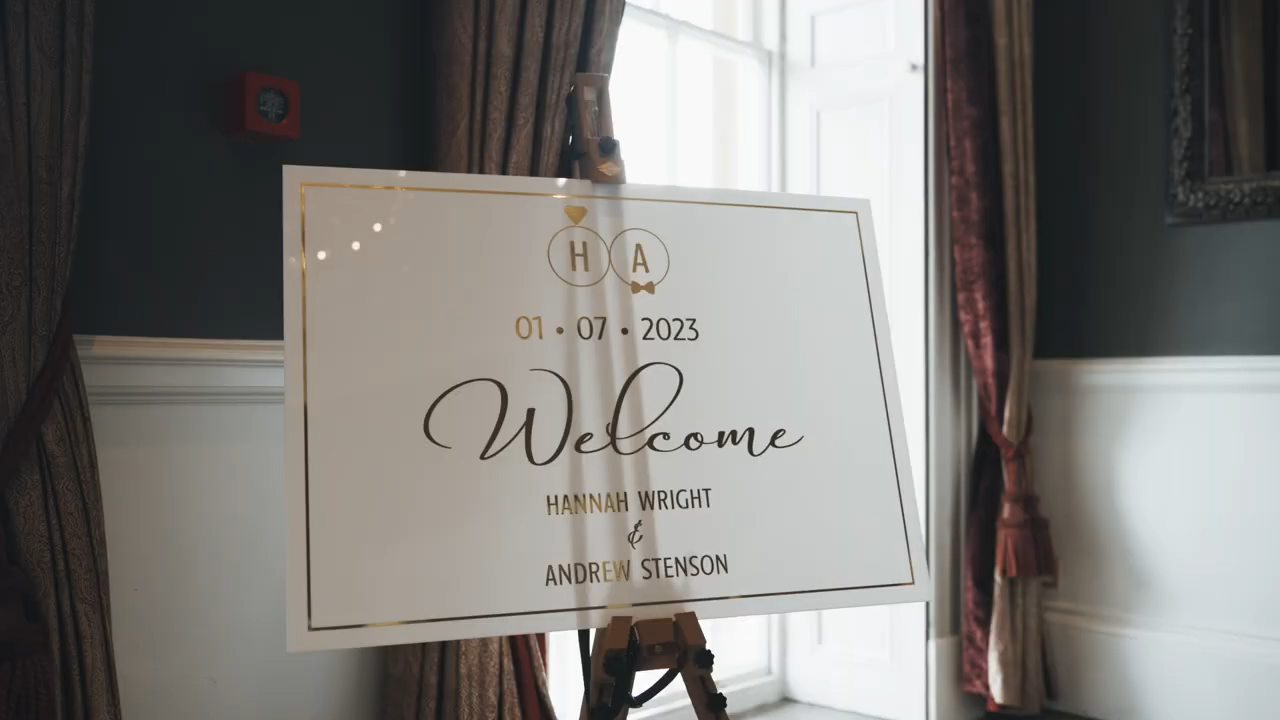 H A
01 • 07 • 2023
Welcome
HANNAH WRIGHT
&
ANDREW STENSON